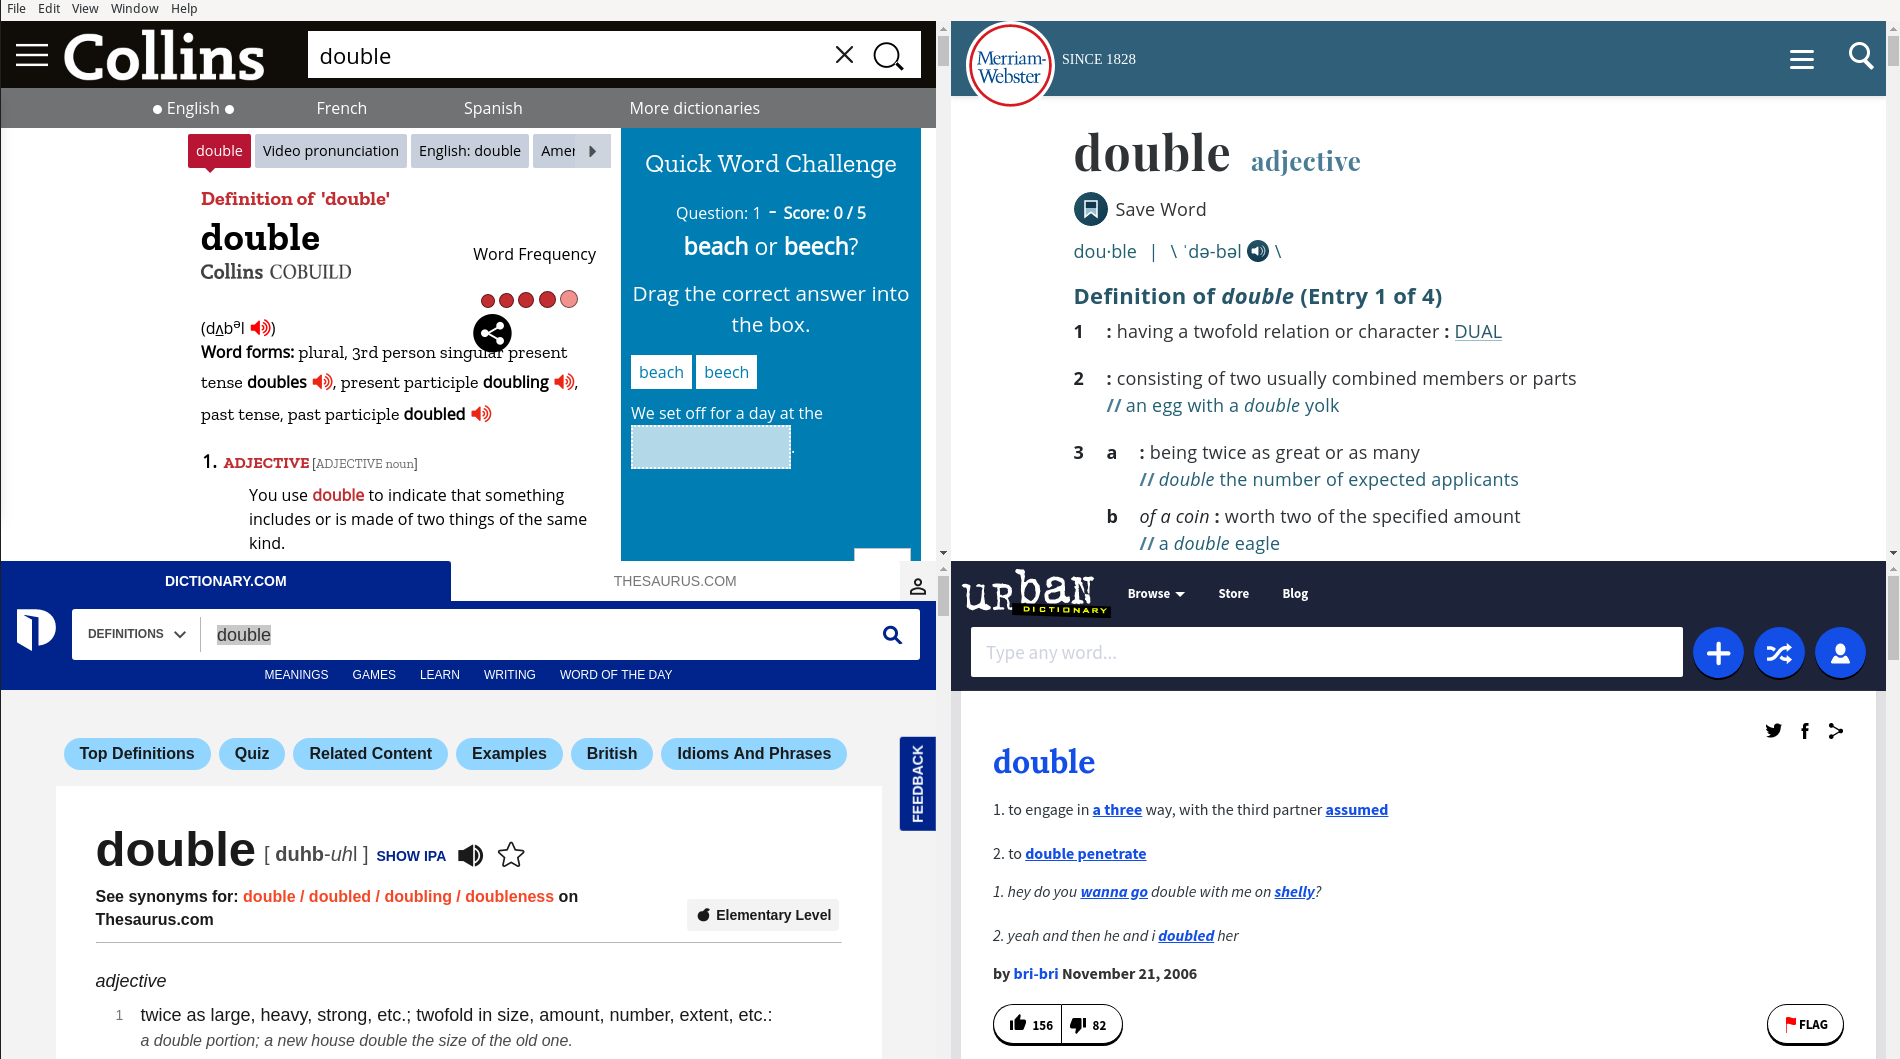 File Edit View Window Help
Collins
double
English French Spanish More dictionaries
double Video pronunciation English: double Amer
Definition of 'double'
double
Collins COBUILD
Word Frequency
(dʌbᵊl)
Word forms: plural, 3rd person singular present
tense doubles, present participle doubling,
past tense, past participle doubled
1. ADJECTIVE [ADJECTIVE noun]
You use double to indicate that something
includes or is made of two things of the same
kind.
Quick Word Challenge
Question: 1 - Score: 0 / 5
beach or beech?
Drag the correct answer into
the box.
beach beech
We set off for a day at the
.
Merriam-
Webster
SINCE 1828
double adjective
Save Word
dou·ble | \ ˈdə-bəl \
Definition of double (Entry 1 of 4)
1 : having a twofold relation or character : DUAL
2 : consisting of two usually combined members or parts
// an egg with a double yolk
3 a : being twice as great or as many
// double the number of expected applicants
b of a coin : worth two of the specified amount
// a double eagle
DICTIONARY.COM THESAURUS.COM
DEFINITIONS double
MEANINGS GAMES LEARN WRITING WORD OF THE DAY
Top Definitions Quiz Related Content Examples British Idioms And Phrases
FEEDBACK
double [ duhb-uhl ] SHOW IPA
See synonyms for: double / doubled / doubling / doubleness on
Thesaurus.com
Elementary Level
adjective
1 twice as large, heavy, strong, etc.; twofold in size, amount, number, extent, etc.:
a double portion; a new house double the size of the old one.
urban
DICTIONARY
Browse Store Blog
Type any word...
double
1. to engage in a three way, with the third partner assumed
2. to double penetrate
1. hey do you wanna go double with me on shelly?
2. yeah and then he and i doubled her
by bri-bri November 21, 2006
156 82
FLAG